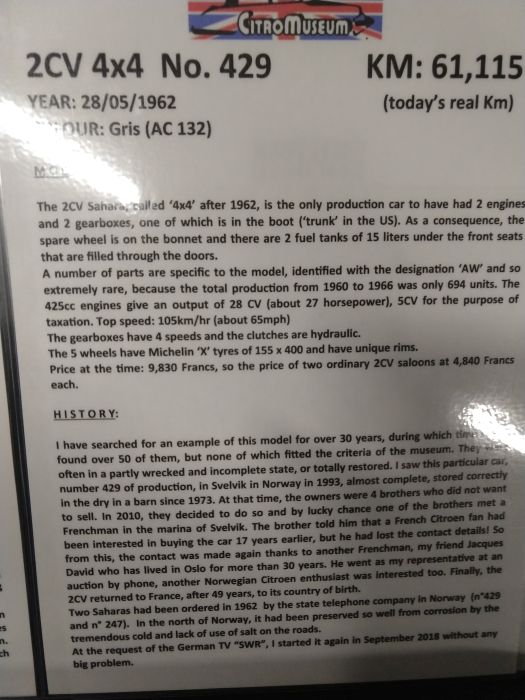 CITROMUSEUM
2CV 4x4 No. 429 KM: 61,115
YEAR: 28/05/1962 (today's real Km)
OUR: Gris (AC 132)
The 2CV Sahara, called '4x4' after 1962, is the only production car to have had 2 engines
and 2 gearboxes, one of which is in the boot ('trunk' in the US). As a consequence, the
spare wheel is on the bonnet and there are 2 fuel tanks of 15 liters under the front seats
that are filled through the doors.
A number of parts are specific to the model, identified with the designation 'AW' and so
extremely rare, because the total production from 1960 to 1966 was only 694 units. The
425cc engines give an output of 28 CV (about 27 horsepower), 5CV for the purpose of
taxation. Top speed: 105km/hr (about 65mph)
The gearboxes have 4 speeds and the clutches are hydraulic.
The 5 wheels have Michelin 'X' tyres of 155 x 400 and have unique rims.
Price at the time: 9,830 Francs, so the price of two ordinary 2CV saloons at 4,840 Francs
each.
HISTORY:
I have searched for an example of this model for over 30 years, during which time
found over 50 of them, but none of which fitted the criteria of the museum. They
often in a partly wrecked and incomplete state, or totally restored. I saw this particular car,
number 429 of production, in Svelvik in Norway in 1993, almost complete, stored correctly
in the dry in a barn since 1973. At that time, the owners were 4 brothers who did not want
to sell. In 2010, they decided to do so and by lucky chance one of the brothers met a
Frenchman in the marina of Svelvik. The brother told him that a French Citroen fan had
been interested in buying the car 17 years earlier, but he had lost the contact details! So
from this, the contact was made again thanks to another Frenchman, my friend Jacques
David who has lived in Oslo for more than 30 years. He went as my representative at an
auction by phone, another Norwegian Citroen enthusiast was interested too. Finally, the
2CV returned to France, after 49 years, to its country of birth.
Two Saharas had been ordered in 1962 by the state telephone company in Norway (n°429
and n° 247). In the north of Norway, it had been preserved so well from corrosion by the
tremendous cold and lack of use of salt on the roads.
At the request of the German TV "SWR", I started it again in September 2018 without any
big problem.